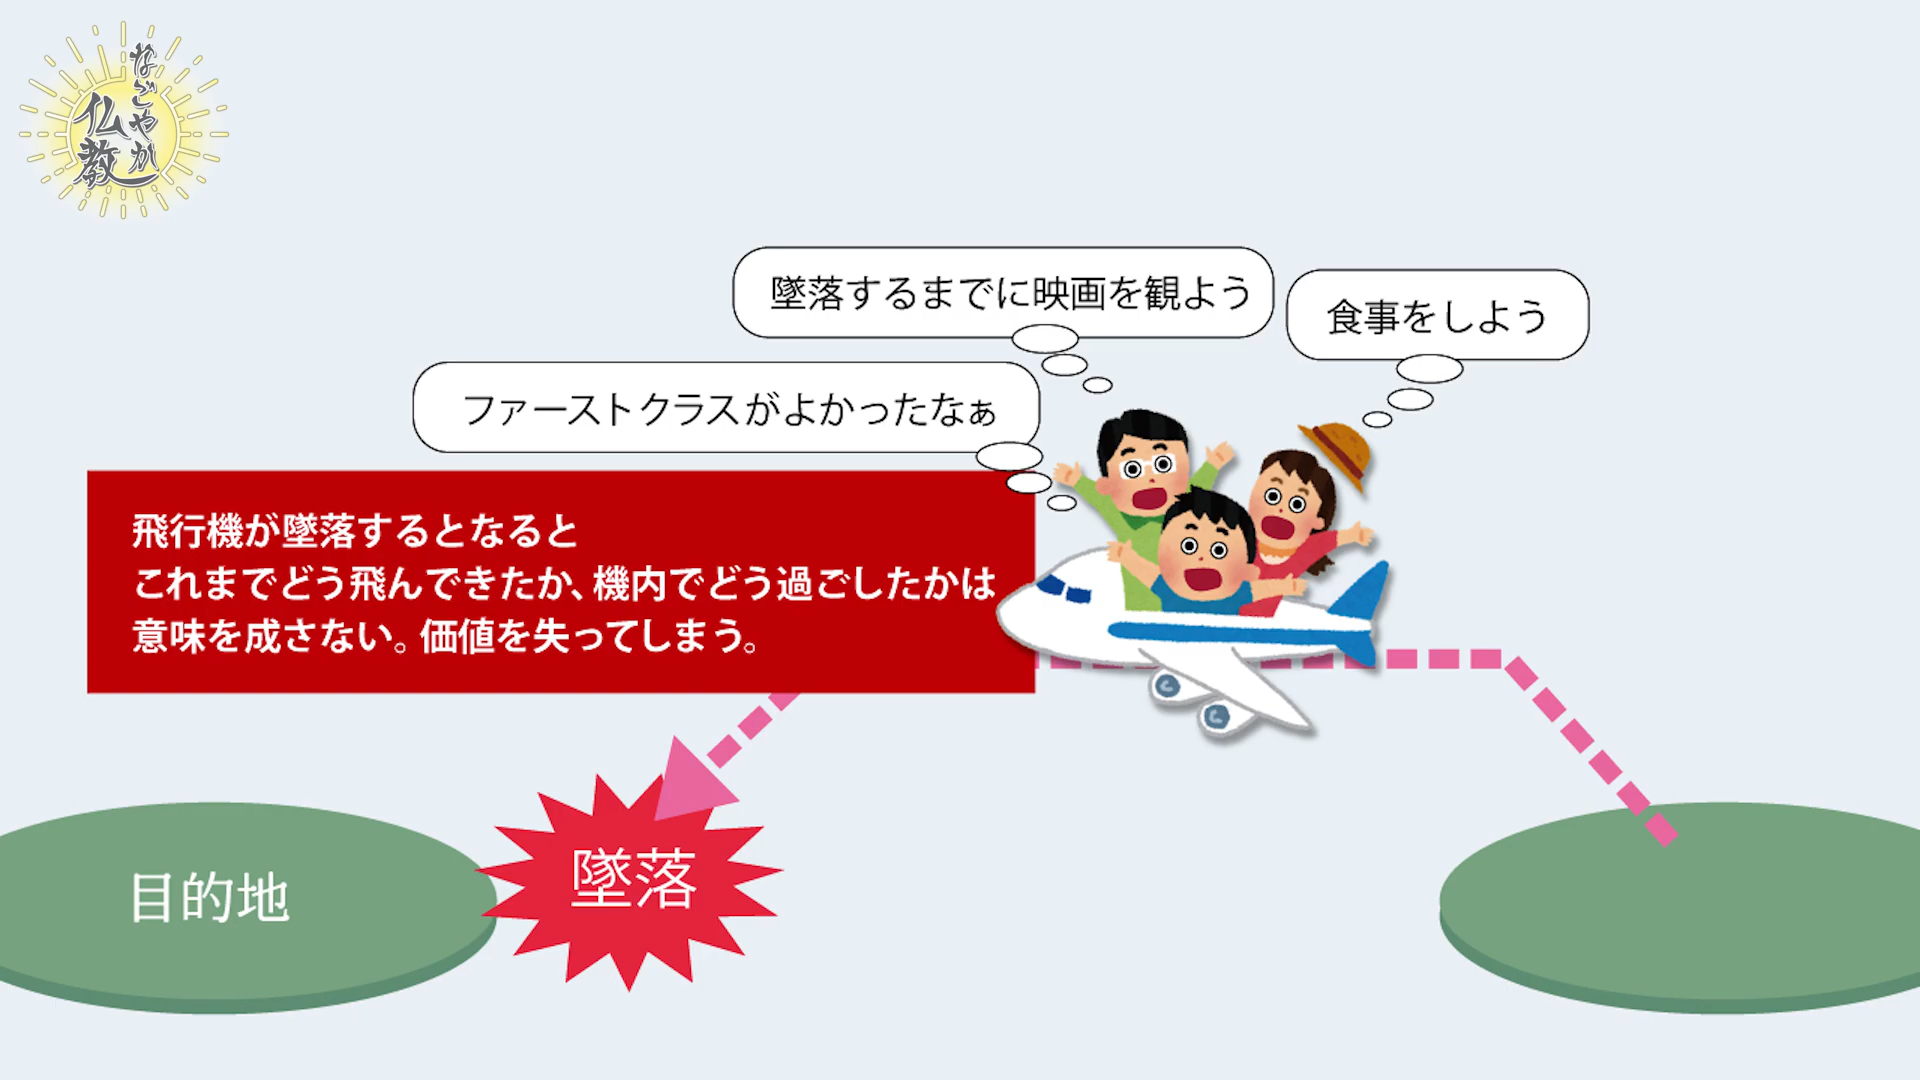 なごやか
仏教
墜落するまでに映画を観よう
食事をしよう
ファーストクラスがよかったなぁ
飛行機が墜落するとなると
これまでどう飛んできたか、機内でどう過ごしたかは
意味を成さない。価値を失ってしまう。
墜落
目的地